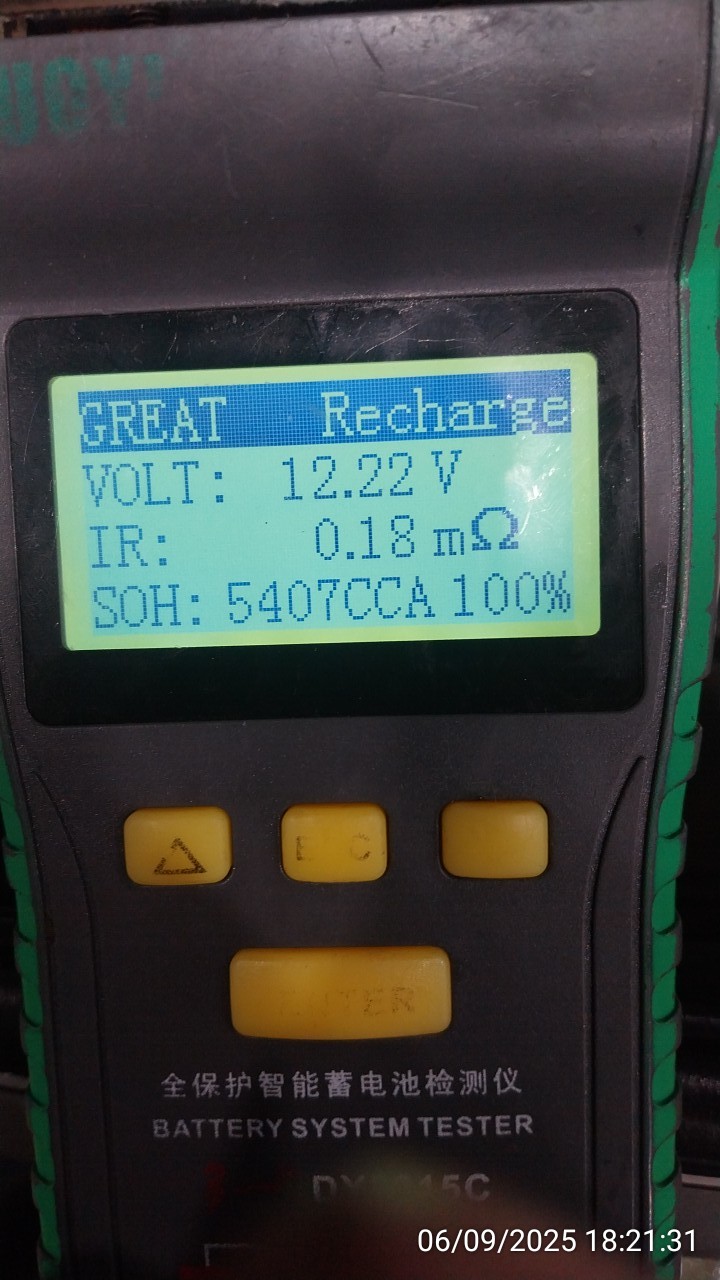 GREAT Recharge
VOLT: 12.22 V
IR: 0.18 mΩ
SOH: 5407CCA 100%
ENTER
全保护智能蓄电池检测仪
BATTERY SYSTEM TESTER
06/09/2025 18:21:31